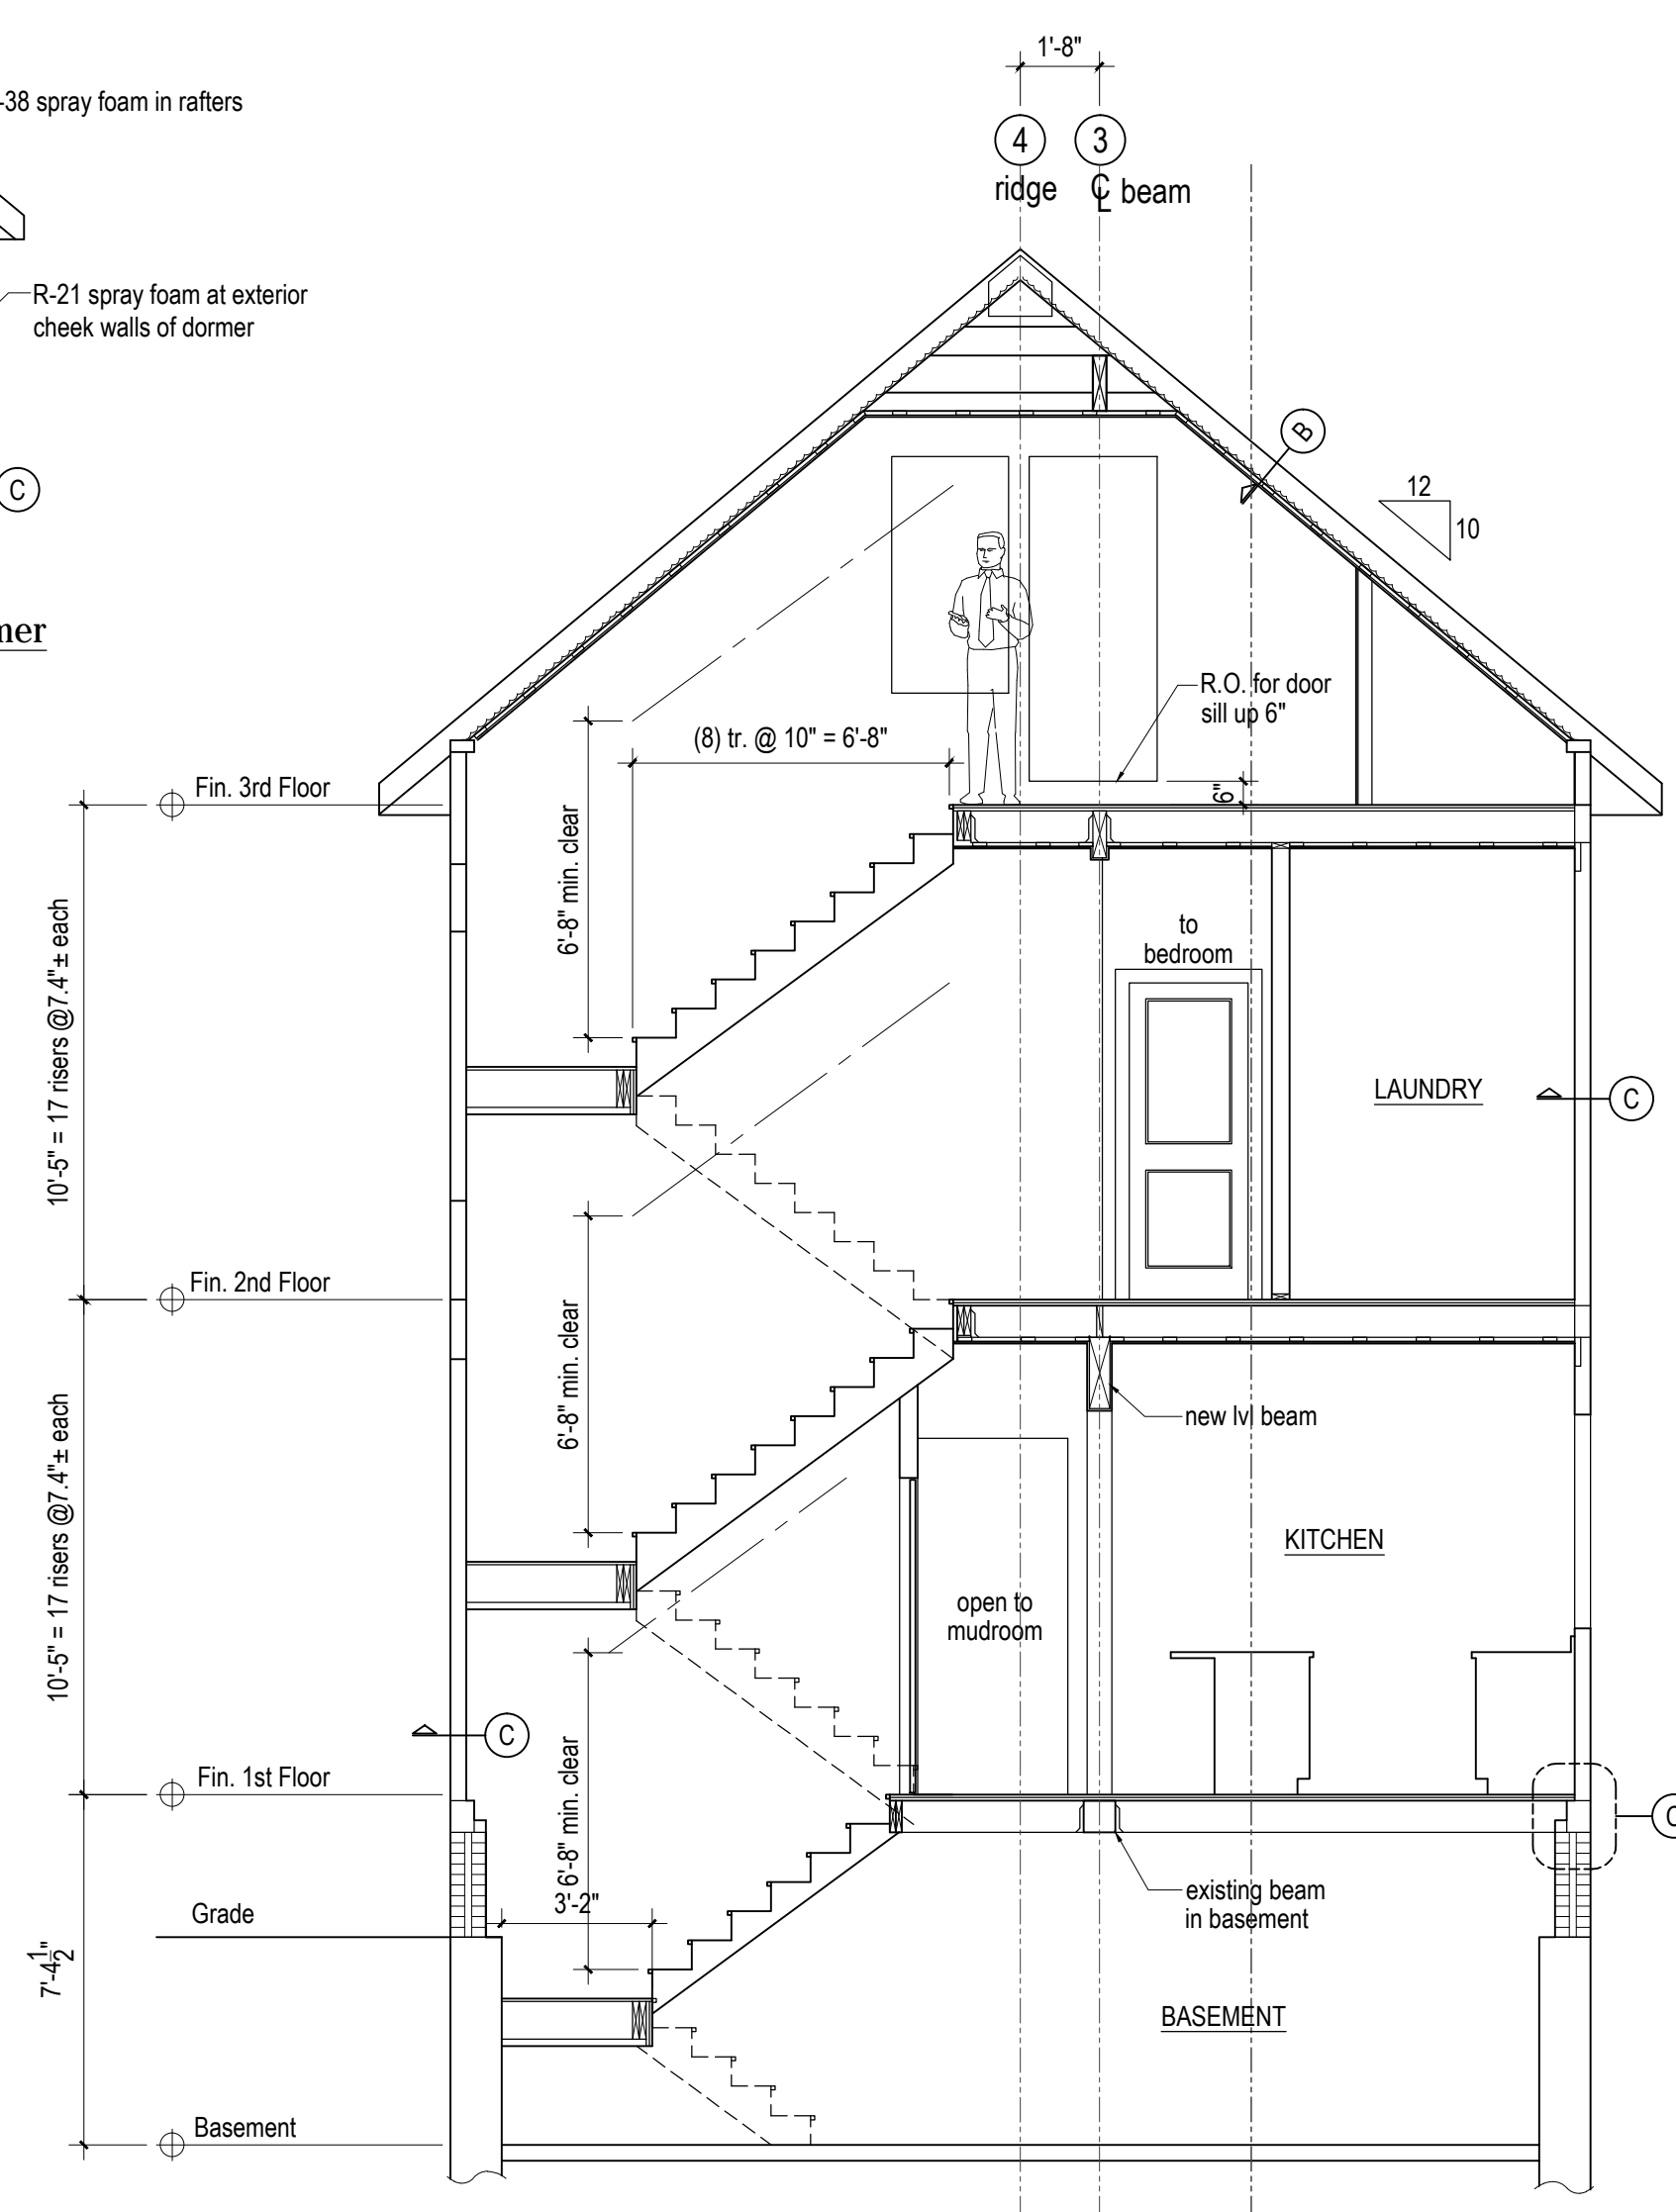 1'-8"
-38 spray foam in rafters
4
3
ridge
℄ beam
R-21 spray foam at exterior
cheek walls of dormer
B
C
12
10
mer
R.O. for door
sill up 6"
(8) tr. @ 10" = 6'-8"
Fin. 3rd Floor
6"
6'-8" min. clear
10'-5" = 17 risers @7.4"± each
to
bedroom
LAUNDRY
C
Fin. 2nd Floor
6'-8" min. clear
10'-5" = 17 risers @7.4"± each
new lvl beam
KITCHEN
open to
mudroom
C
Fin. 1st Floor
6'-8" min. clear
3'-2"
existing beam
in basement
Grade
7'-4 1/2"
BASEMENT
Basement